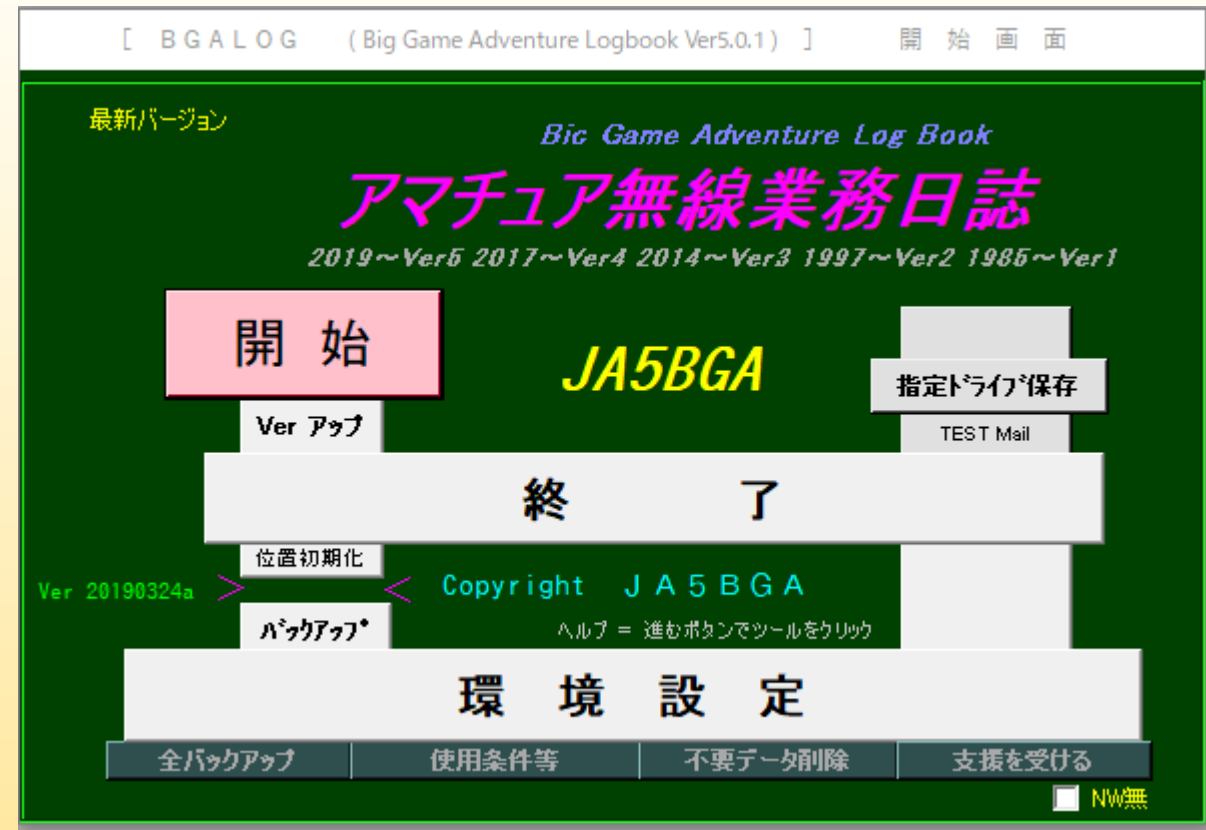 [ BGALOG (Big Game Adventure Logbook Ver5.0.1) ] 開始画面
最新バージョン
Bic Game Adventure Log Book
アマチュア無線業務日誌
2019～Ver5 2017～Ver4 2014～Ver3 1997～Ver2 1985～Ver1
開始
JA5BGA
指定ﾄﾞﾗｲﾌﾞ保存
Ver アップ
TEST Mail
終了
位置初期化
Ver 20190324a > < Copyright JA5BGA
ﾊﾞｯｸｱｯﾌﾟ
ヘルプ = 進むボタンでツールをクリック
環境設定
全バックアップ 使用条件等 不要データ削除 支援を受ける
NW無